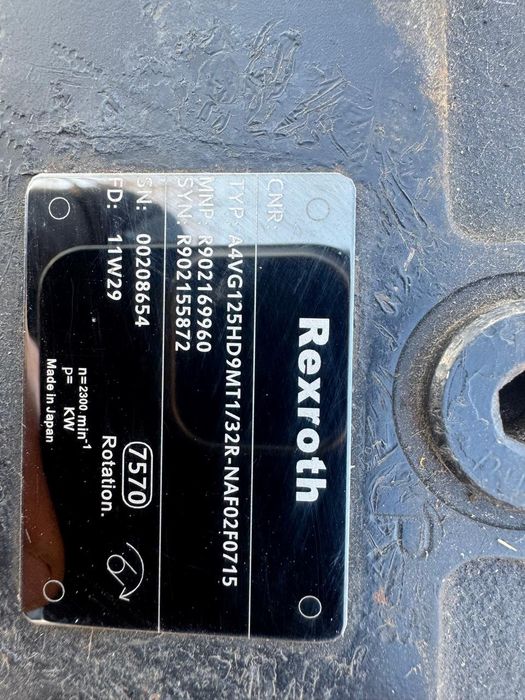 Rexroth
CNR:
TYP: A4VG125HD9MT1/32R-NAF02F071S
MNP: R902169960
SYN: R902155872
SN: 00208654
FD: 11W29
7570
Rotation.
n=2300 min⁻¹
p= KW
Made in Japan